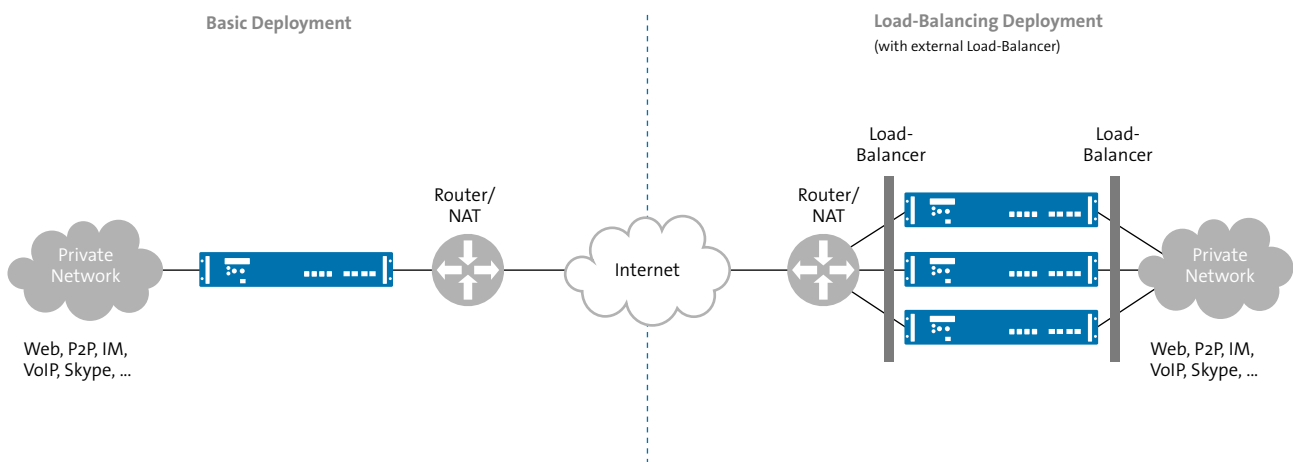 Basic Deployment
Load-Balancing Deployment
(with external Load-Balancer)
Private
Network
Web, P2P, IM,
VoIP, Skype, ...
Router/
NAT
Internet
Router/
NAT
Load-
Balancer
Load-
Balancer
Private
Network
Web, P2P, IM,
VoIP, Skype, ...